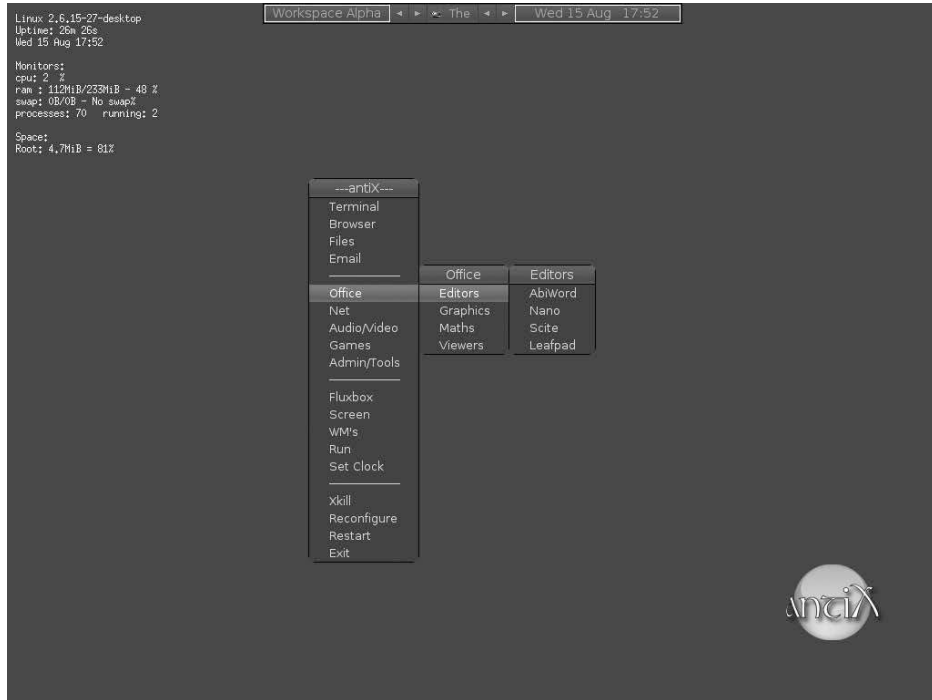 Linux 2.6.15-27-desktop
Uptime: 26m 26s
Wed 15 Aug 17:52
Monitors:
cpu: 2 %
ram : 112MiB/233MiB - 48 %
swap: 0B/0B - No swap%
processes: 70 running: 2
Space:
Root: 4.7MiB = 81%
Workspace Alpha The Wed 15 Aug 17:52
---antiX---
Terminal
Browser
Files
Email
Office
Net
Audio/Video
Games
Admin/Tools
Fluxbox
Screen
WM's
Run
Set Clock
Xkill
Reconfigure
Restart
Exit
Office
Editors
Graphics
Maths
Viewers
Editors
AbiWord
Nano
Scite
Leafpad
antiX